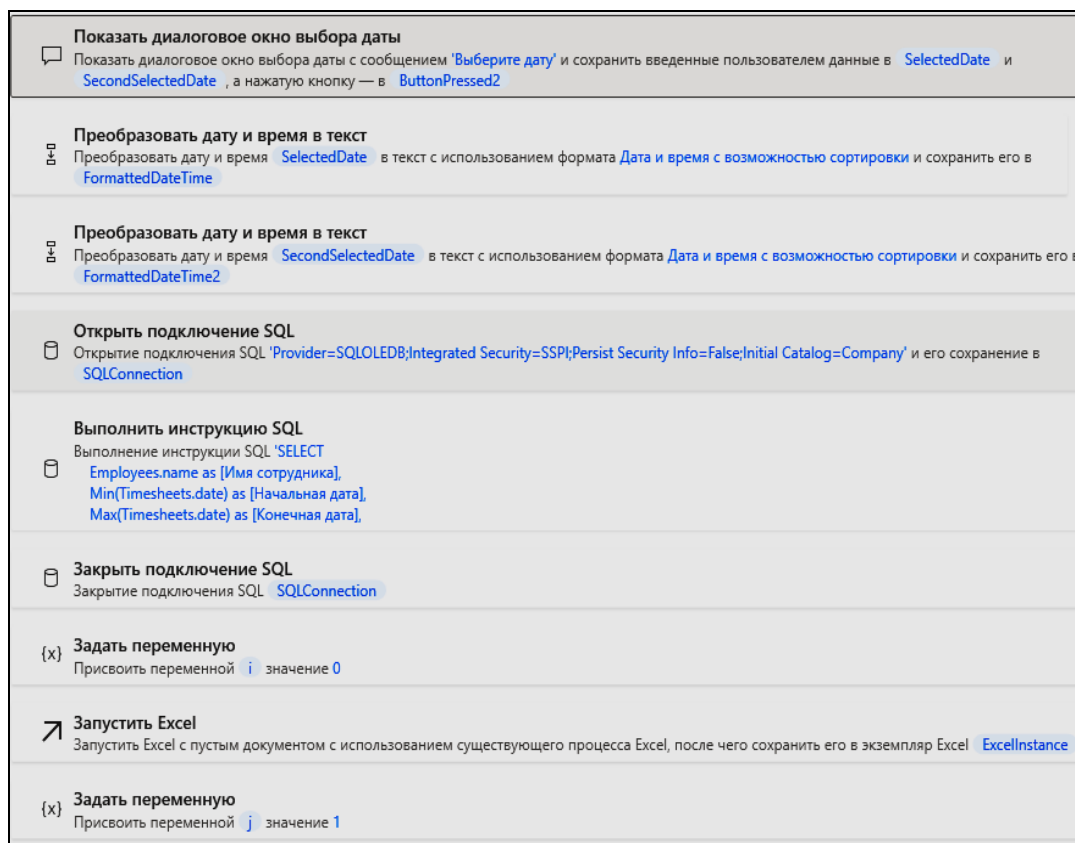 Показать диалоговое окно выбора даты
Показать диалоговое окно выбора даты с сообщением 'Выберите дату' и сохранить введенные пользователем данные в SelectedDate и
SecondSelectedDate , а нажатую кнопку — в ButtonPressed2
Преобразовать дату и время в текст
Преобразовать дату и время SelectedDate в текст с использованием формата Дата и время с возможностью сортировки и сохранить его в
FormattedDateTime
Преобразовать дату и время в текст
Преобразовать дату и время SecondSelectedDate в текст с использованием формата Дата и время с возможностью сортировки и сохранить его в
FormattedDateTime2
Открыть подключение SQL
Открытие подключения SQL 'Provider=SQLOLEDB;Integrated Security=SSPI;Persist Security Info=False;Initial Catalog=Company' и его сохранение в
SQLConnection
Выполнить инструкцию SQL
Выполнение инструкции SQL 'SELECT
Employees.name as [Имя сотрудника],
Min(Timesheets.date) as [Начальная дата],
Max(Timesheets.date) as [Конечная дата],
Закрыть подключение SQL
Закрытие подключения SQL SQLConnection
{x} Задать переменную
Присвоить переменной i значение 0
Запустить Excel
Запустить Excel с пустым документом с использованием существующего процесса Excel, после чего сохранить его в экземпляр Excel ExcelInstance
{x} Задать переменную
Присвоить переменной j значение 1